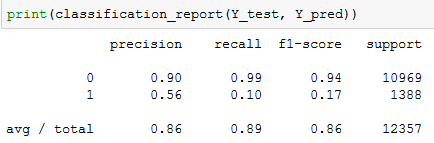 print(classification_report(Y_test, Y_pred))
precision recall f1-score support
0 0.90 0.99 0.94 10969
1 0.56 0.10 0.17 1388
avg / total 0.86 0.89 0.86 12357